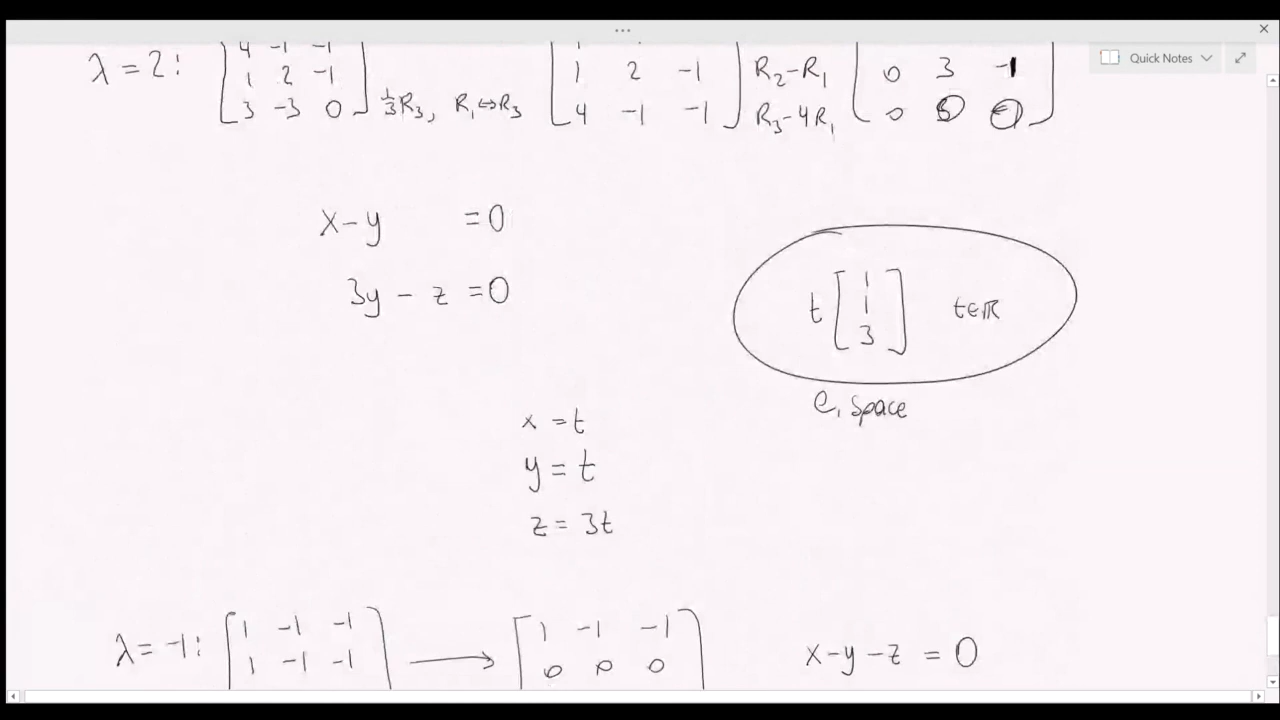 Quick Notes
λ = 2:
4 -1 -1
1 2 -1
3 -3 0
1/3 R3, R1 ↔ R3
1 2 -1
4 -1 -1
R2 - R1
R3 - 4R1
0 3 -1
0
x - y = 0
3y - z = 0
t [1 1 3] t∈ℝ
e, space
x = t
y = t
z = 3t
λ = -1:
1 -1 -1
1 -1 -1
1 -1 -1
0 0 0
x - y - z = 0